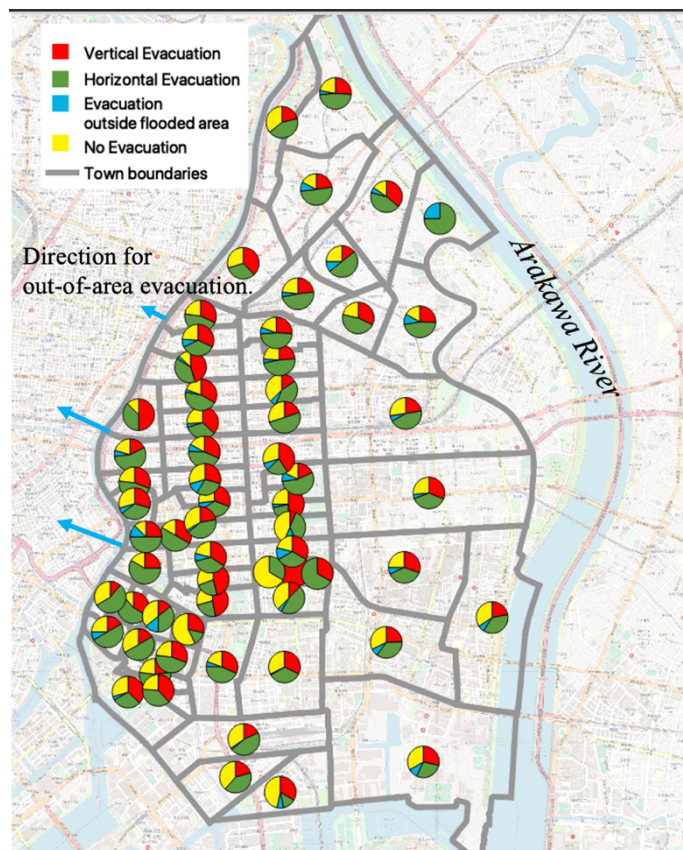 Vertical Evacuation
Horizontal Evacuation
Evacuation
outside flooded area
No Evacuation
Town boundaries
Direction for
out-of-area evacuation.
Arakawa River